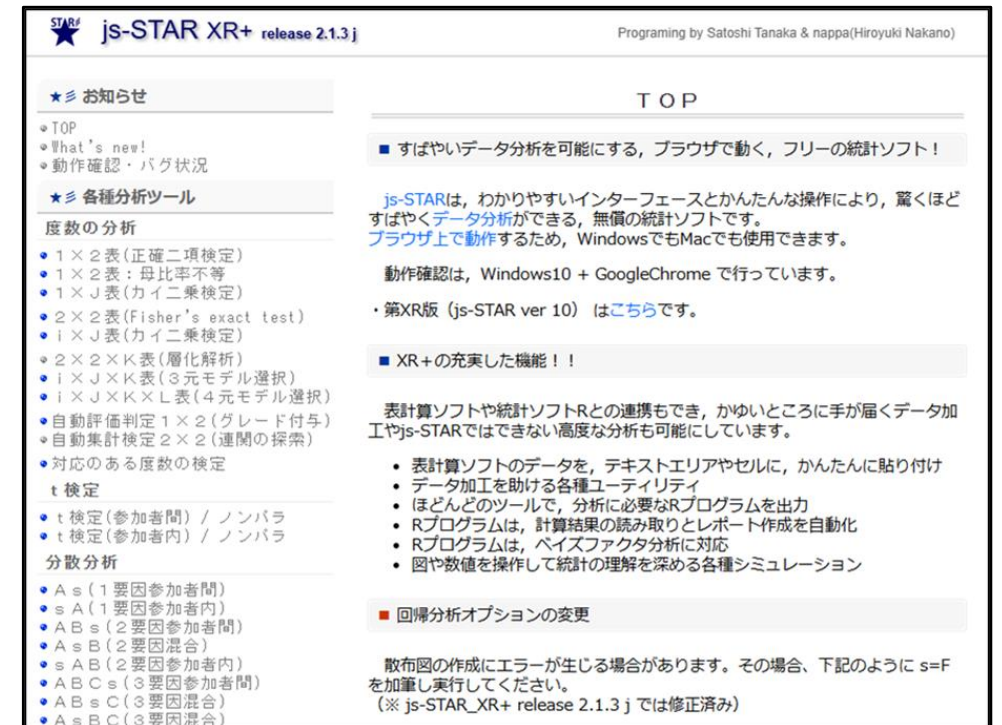 STAR
js-STAR XR+ release 2.1.3 j
Programing by Satoshi Tanaka & nappa(Hiroyuki Nakano)
★彡 お知らせ
TOP
What's new!
動作確認・バグ状況
★彡 各種分析ツール
度数の分析
１×２表(正確二項検定)
１×２表：母比率不等
１×Ｊ表(カイ二乗検定)
２×２表(Fisher's exact test)
ｉ×Ｊ表(カイ二乗検定)
２×２×Ｋ表(層化解析)
ｉ×Ｊ×Ｋ表(３元モデル選択)
ｉ×Ｊ×Ｋ×Ｌ表(４元モデル選択)
自動評価判定１×２(グレード付与)
自動集計検定２×２(連関の探索)
対応のある度数の検定
ｔ検定
ｔ検定(参加者間) / ノンパラ
ｔ検定(参加者内) / ノンパラ
分散分析
Ａｓ(１要因参加者間)
ｓＡ(１要因参加者内)
ＡＢｓ(２要因参加者間)
ＡｓＢ(２要因混合)
ｓＡＢ(２要因参加者内)
ＡＢＣｓ(３要因参加者間)
ＡＢｓＣ(３要因混合)
ＡｓＢＣ(３要因混合)
ＴＯＰ
■ すばやいデータ分析を可能にする，ブラウザで動く，フリーの統計ソフト！
js-STARは，わかりやすいインターフェースとかんたんな操作により，驚くほど
すばやくデータ分析ができる，無償の統計ソフトです。
ブラウザ上で動作するため，WindowsでもMacでも使用できます。
動作確認は，Windows10 + GoogleChrome で行っています。
・第XR版（js-STAR ver 10） はこちらです。
■ XR＋の充実した機能！！
表計算ソフトや統計ソフトRとの連携もでき，かゆいところに手が届くデータ加
工やjs-STARではできない高度な分析も可能にしています。
• 表計算ソフトのデータを，テキストエリアやセルに，かんたんに貼り付け
• データ加工を助ける各種ユーティリティ
• ほどんどのツールで，分析に必要なRプログラムを出力
• Rプログラムは，計算結果の読み取りとレポート作成を自動化
• Rプログラムは，ベイズファクタ分析に対応
• 図や数値を操作して統計の理解を深める各種シミュレーション
■ 回帰分析オプションの変更
散布図の作成にエラーが生じる場合があります。その場合、下記のように s=F
を加筆し実行してください。
（※ js-STAR_XR+ release 2.1.3 j では修正済み）